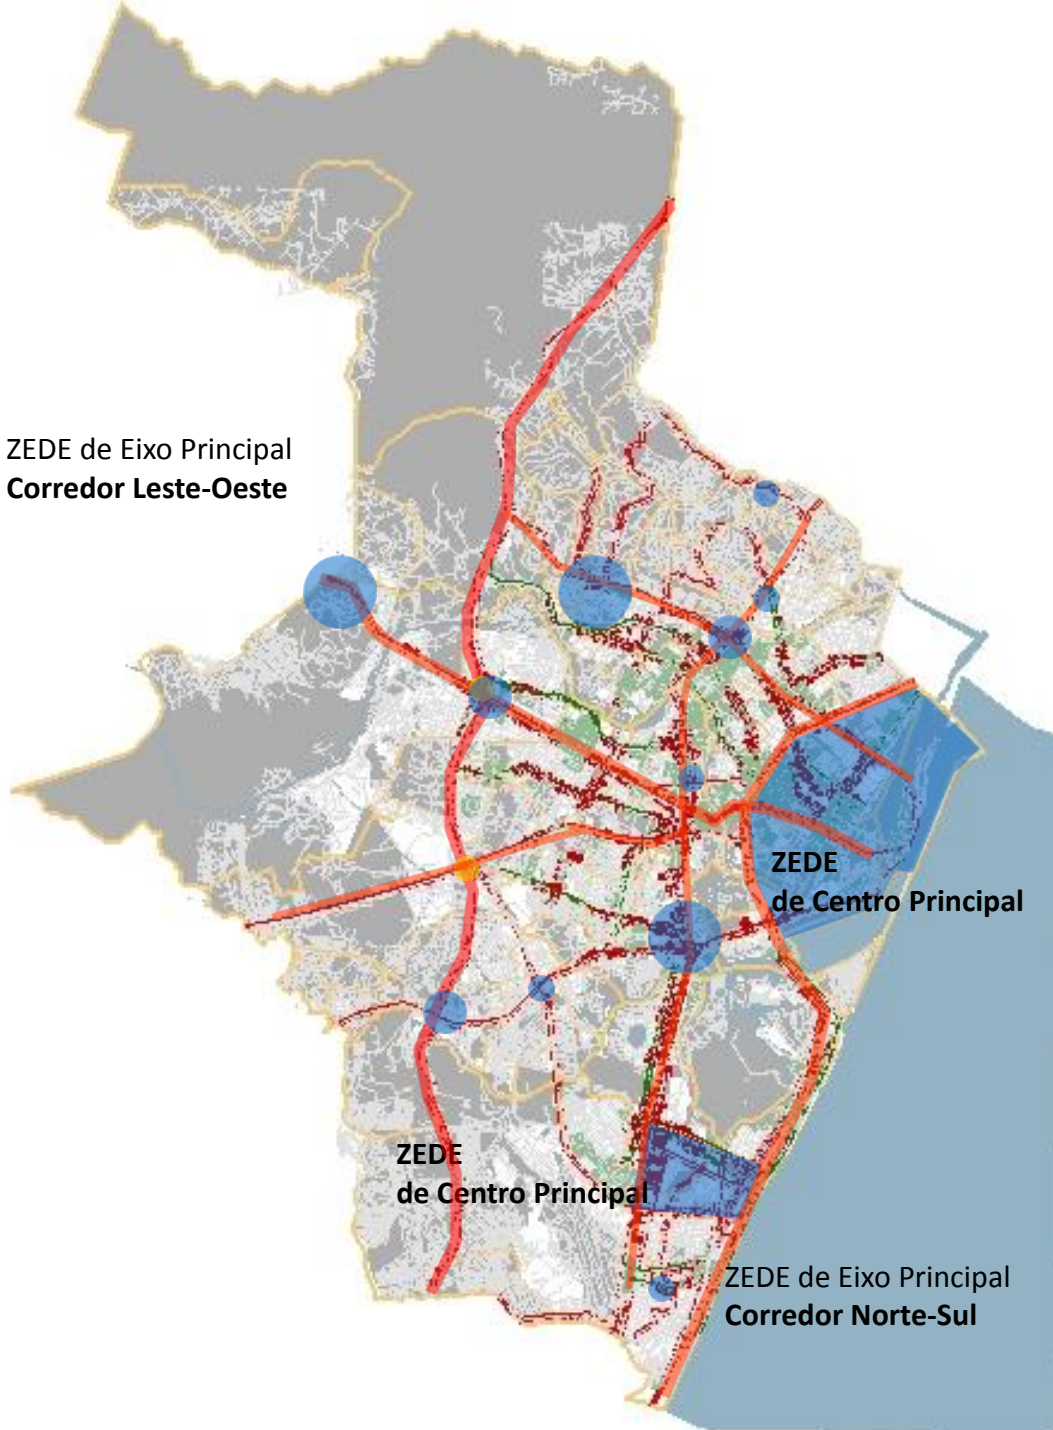 ZEDE de Eixo Principal
Corredor Leste-Oeste
ZEDE
de Centro Principal
ZEDE
de Centro Principal
ZEDE de Eixo Principal
Corredor Norte-Sul